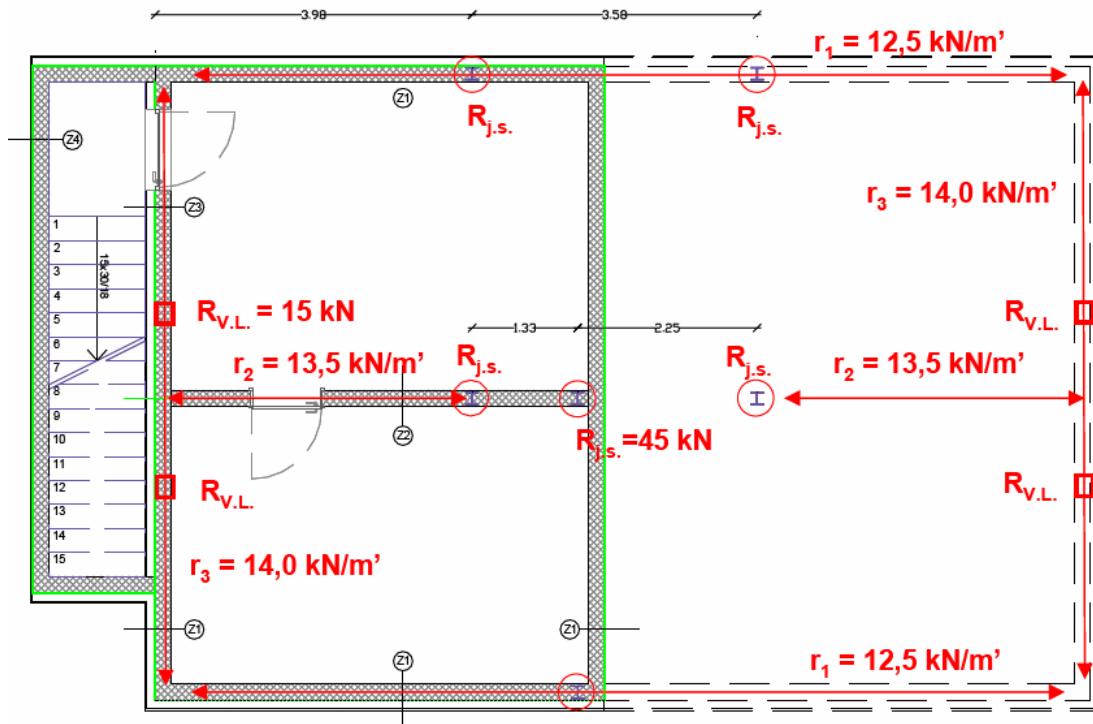 3.98
3.58
r1 = 12,5 kN/m’
Z1
Rj.s.
Rj.s.
Z4
r3 = 14,0 kN/m’
Z3
1
2
3
4
5
6
7
8
9
10
11
12
13
14
15
15x30/18
RV.L. = 15 kN
1.33
2.25
RV.L.
r2 = 13,5 kN/m’
Rj.s.
Rj.s.
r2 = 13,5 kN/m’
Z2
Rj.s. =45 kN
RV.L.
RV.L.
r3 = 14,0 kN/m’
Z1
Z1
Z1
r1 = 12,5 kN/m’